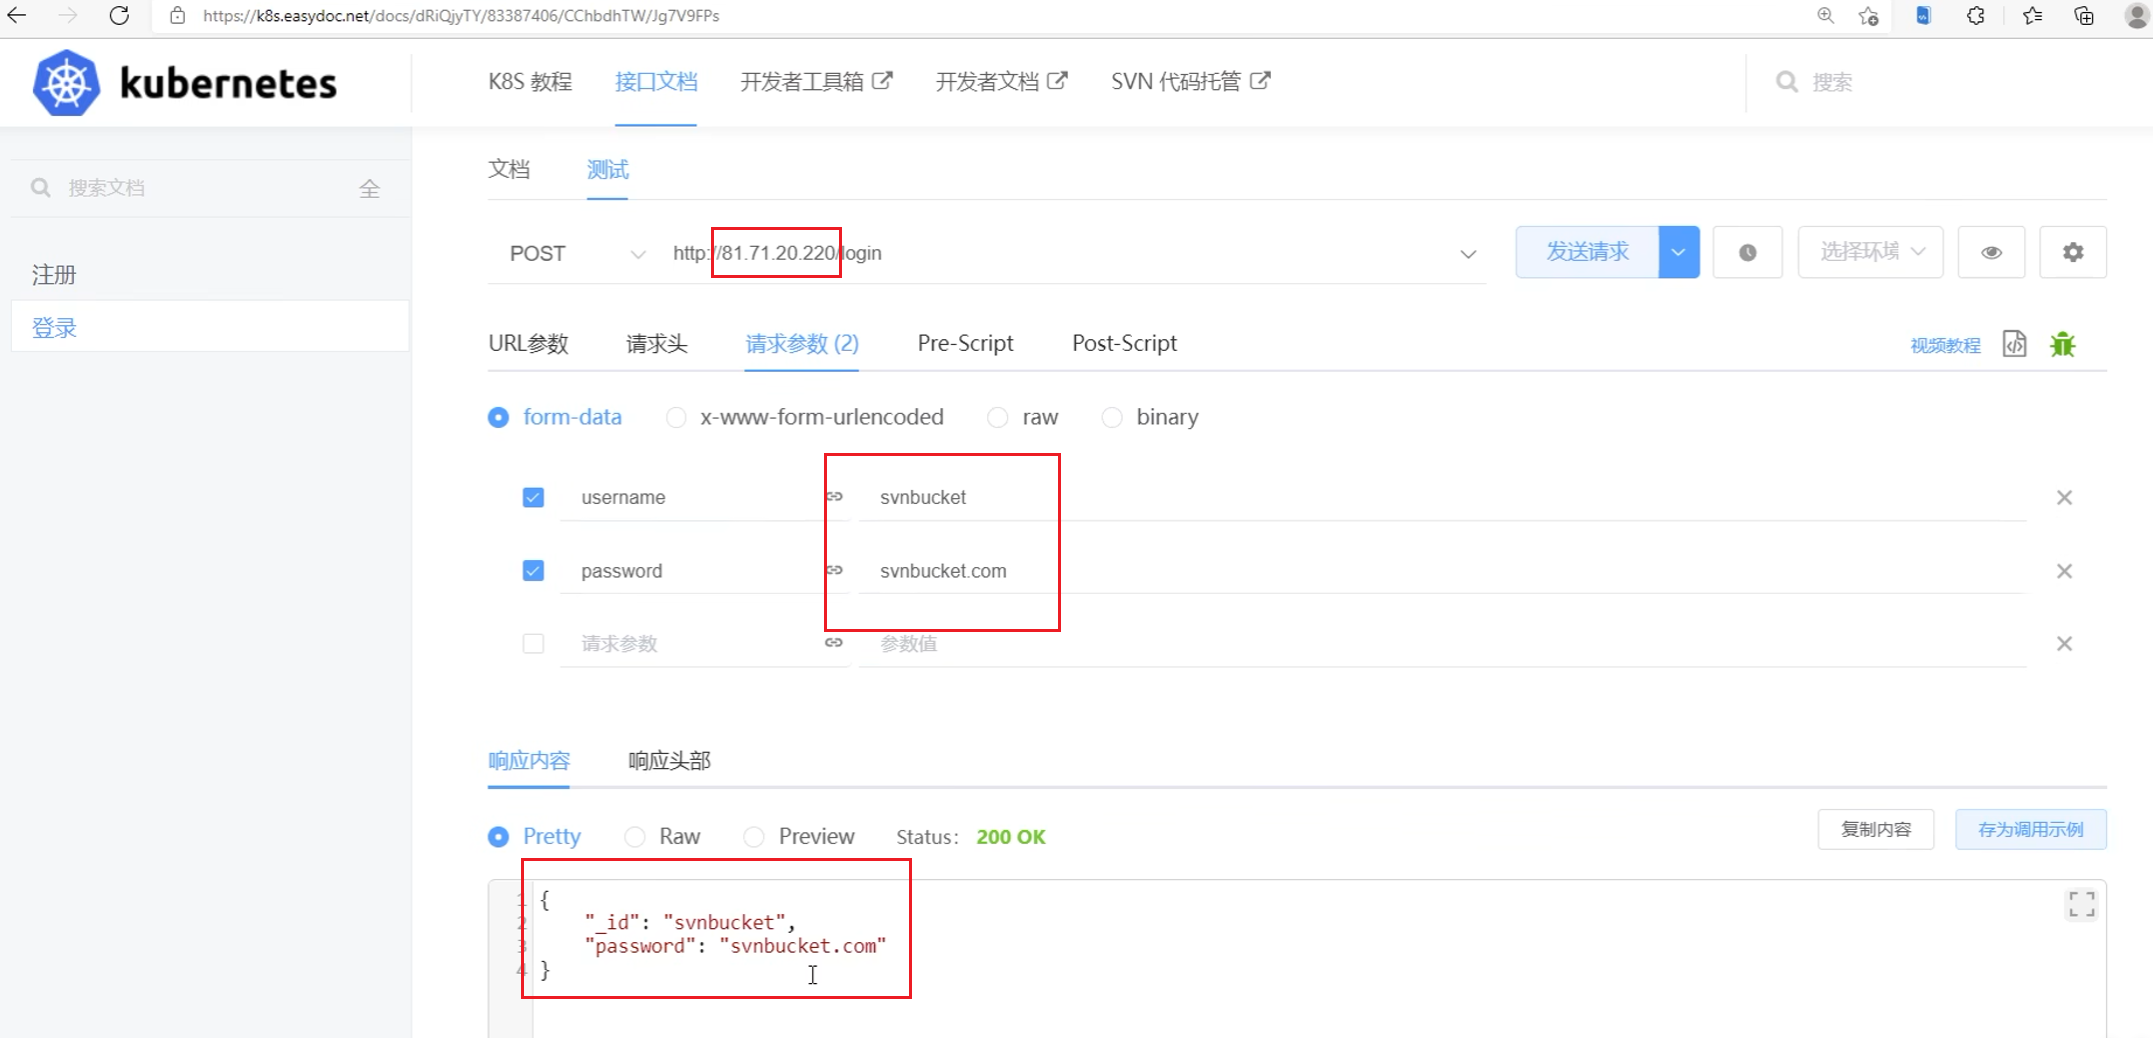 https://k8s.easydoc.net/docs/dRiQjyTY/83387406/CChbdhTW/Jg7V9FPs
kubernetes
K8S 教程 接口文档 开发者工具箱 开发者文档 SVN 代码托管 搜索
搜索文档 全
注册
登录
文档 测试
POST http://81.71.20.220/login 发送请求 选择环境
URL参数 请求头 请求参数 (2) Pre-Script Post-Script 视频教程
form-data x-www-form-urlencoded raw binary
username svnbucket
password svnbucket.com
请求参数 参数值
响应内容 响应头部
Pretty Raw Preview Status: 200 OK 复制内容 存为调用示例
1 {
2 "_id": "svnbucket",
3 "password": "svnbucket.com"
4 }